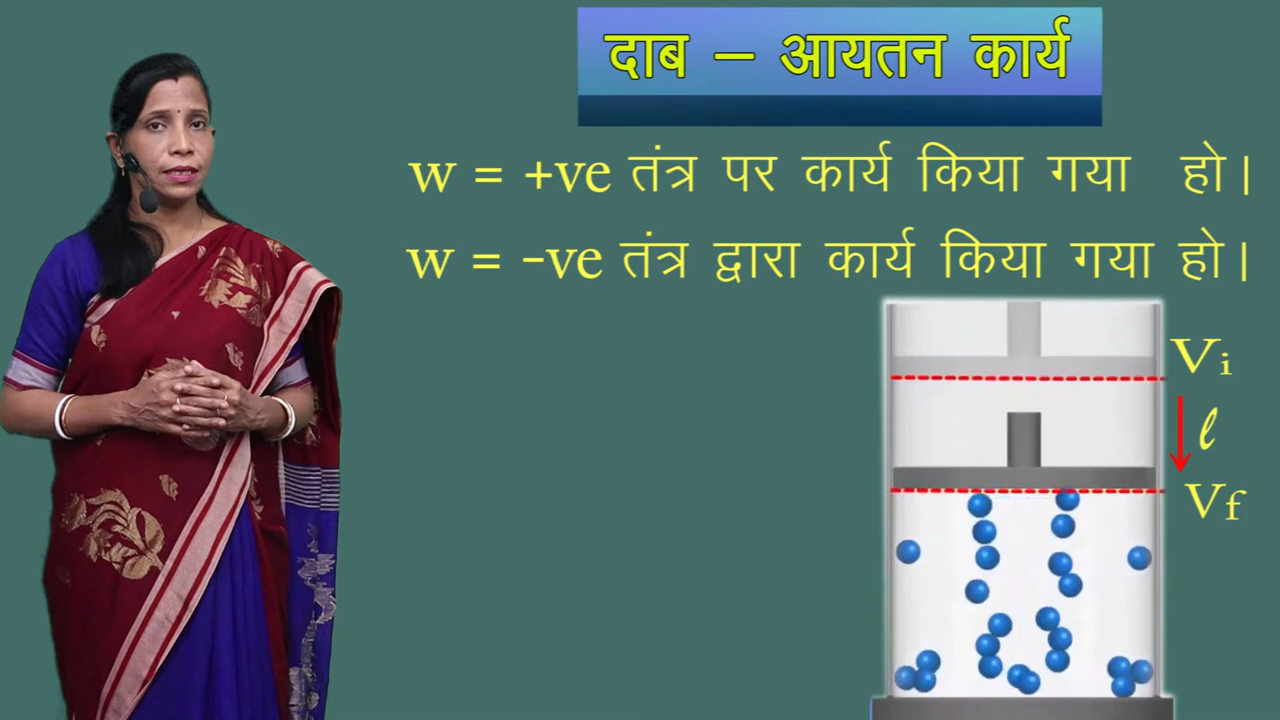 दाब – आयतन कार्य
w = +ve तंत्र पर कार्य किया गया हो।
w = -ve तंत्र द्वारा कार्य किया गया हो।
Vi
ℓ
Vf